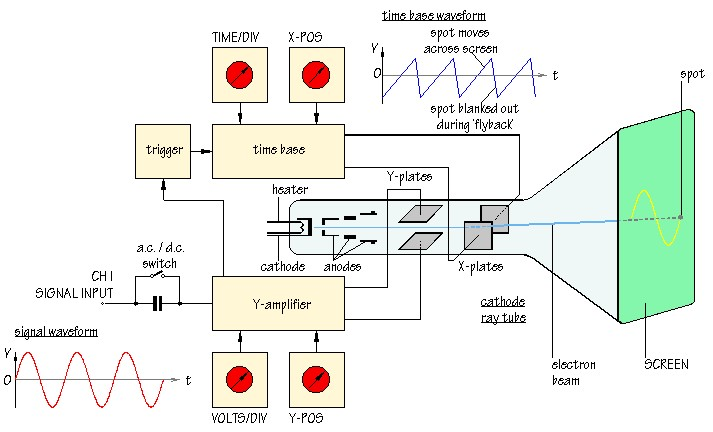 time base waveform
spot moves
across screen
V
O
t
spot blanked out
during 'flyback'
TIME/DIV
X-POS
spot
trigger
time base
Y-plates
heater
cathode
anodes
X-plates
a.c. / d.c.
switch
CH I
SIGNAL INPUT
Y-amplifier
cathode
ray tube
electron
beam
SCREEN
signal waveform
V
O
t
VOLTS/DIV
Y-POS